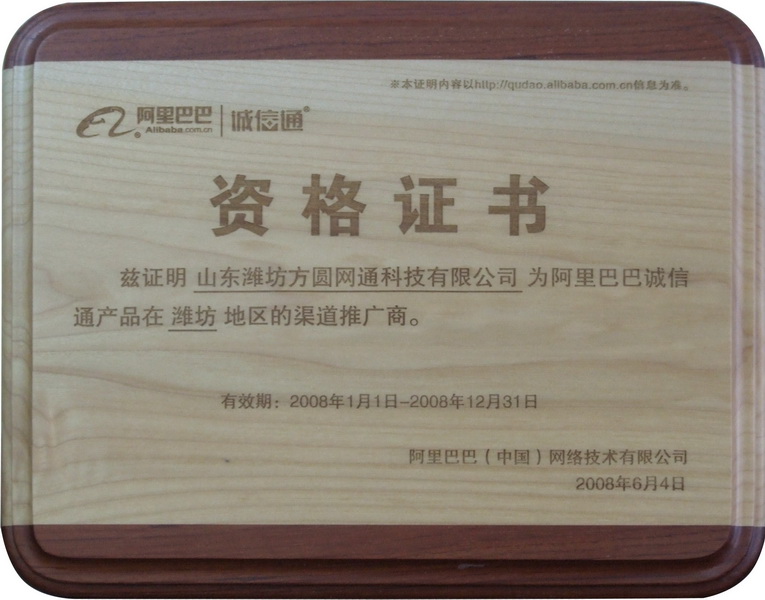 ※本证明内容以http://qudao.alibaba.com.cn信息为准。
阿里巴巴 诚信通®
Alibaba.com.cn
资格证书
兹证明 山东潍坊方圆网通科技有限公司 为阿里巴巴诚信
通产品在 潍坊 地区的渠道推广商。
有效期：2008年1月1日-2008年12月31日
阿里巴巴（中国）网络技术有限公司
2008年6月4日